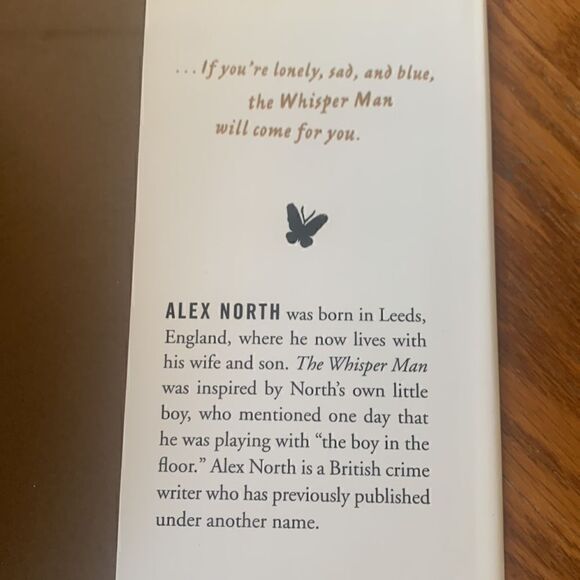 ...If you're lonely, sad, and blue,
the Whisper Man
will come for you.
ALEX NORTH was born in Leeds,
England, where he now lives with
his wife and son. The Whisper Man
was inspired by North's own little
boy, who mentioned one day that
he was playing with “the boy in the
floor.” Alex North is a British crime
writer who has previously published
under another name.